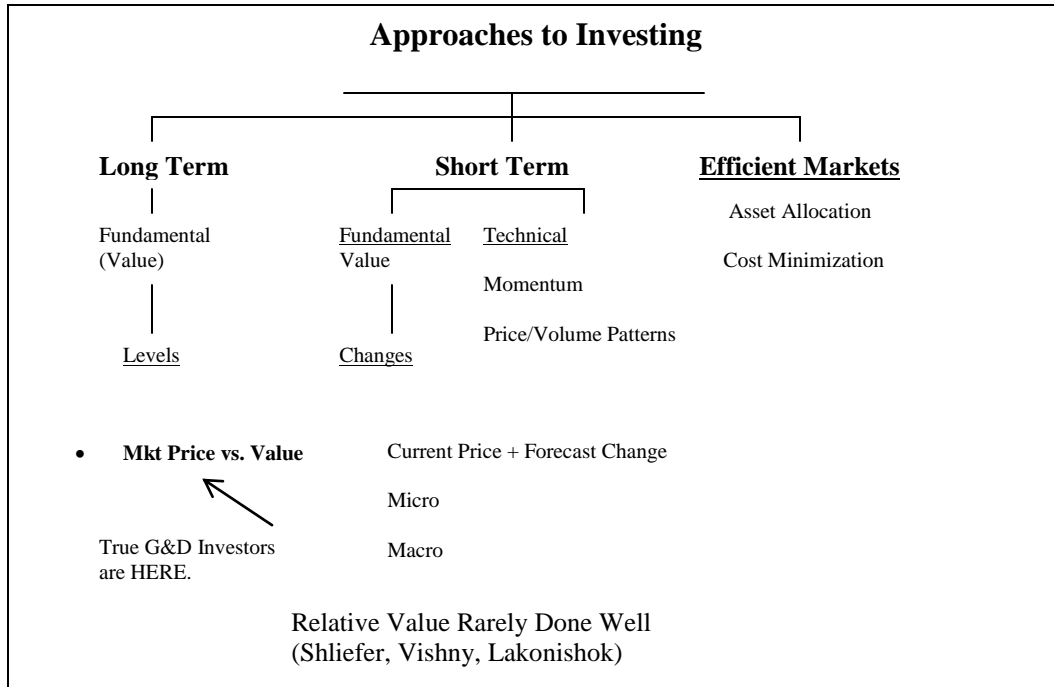 Approaches to Investing
Long Term
Fundamental
(Value)
Levels
Short Term
Fundamental
Value
Changes
Technical
Momentum
Price/Volume Patterns
Efficient Markets
Asset Allocation
Cost Minimization
• Mkt Price vs. Value
True G&D Investors
are HERE.
Current Price + Forecast Change
Micro
Macro
Relative Value Rarely Done Well
(Shliefer, Vishny, Lakonishok)